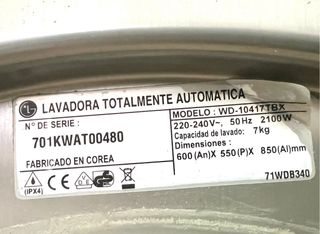 LG LAVADORA TOTALMENTE AUTOMATICA
Nº DE SERIE :
701KWAT00480
FABRICADO EN COREA
(IPX4)
MODELO : WD-10417TBX
220-240V~, 50Hz 2100W
Capacidad de lavado: 7kg
Dimensiones :
600(An)X 550(P)X 850(Al)mm
71WDB340